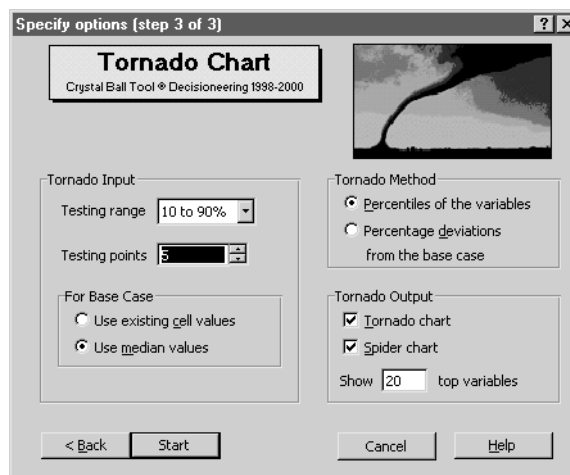 Specify options (step 3 of 3)
Tornado Chart
Crystal Ball Tool ® Decisioneering 1998-2000
Tornado Input
Testing range 10 to 90%
Testing points 5
For Base Case
Use existing cell values
Use median values
Tornado Method
Percentiles of the variables
Percentage deviations
from the base case
Tornado Output
Tornado chart
Spider chart
Show 20 top variables
< Back
Start
Cancel
Help